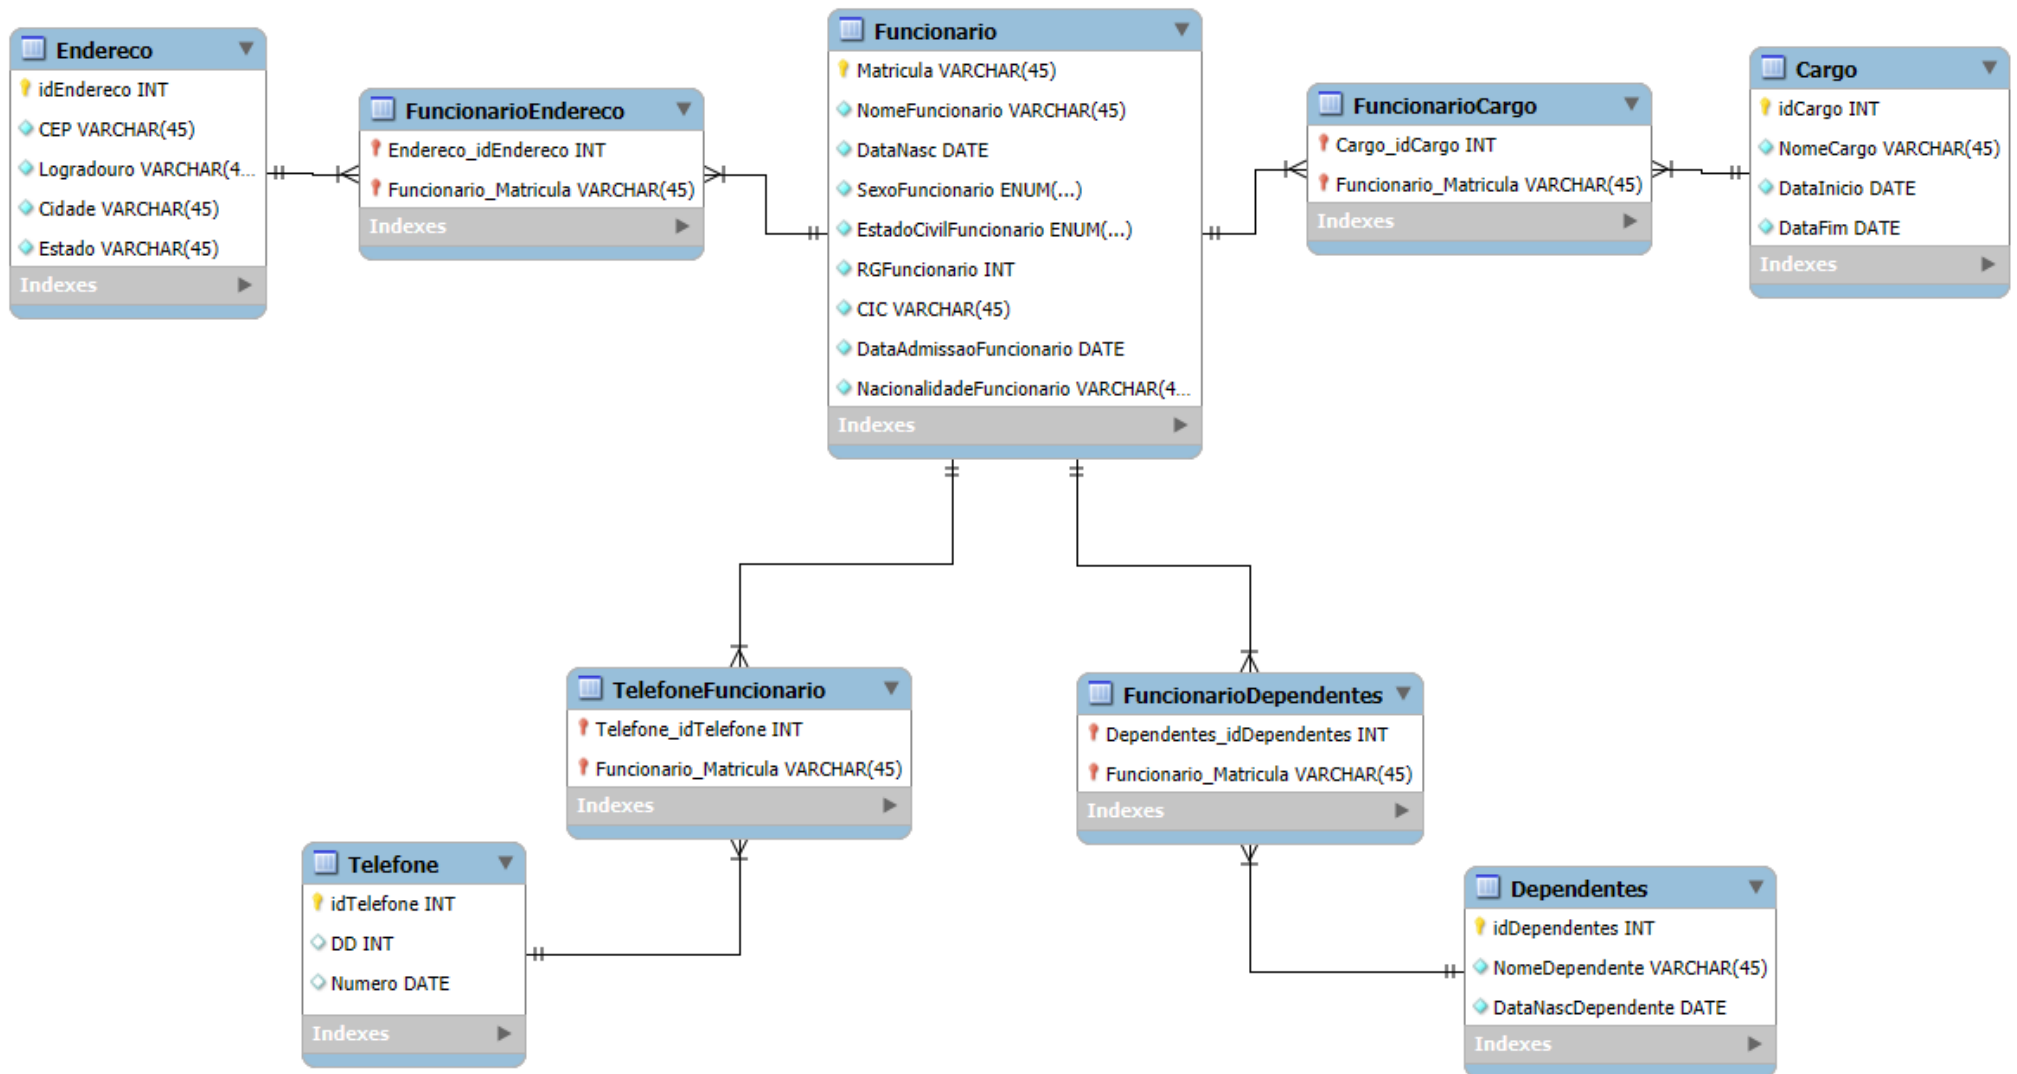 Endereco
idEndereco INT
CEP VARCHAR(45)
Logradouro VARCHAR(4...
Cidade VARCHAR(45)
Estado VARCHAR(45)
Indexes
FuncionarioEndereco
Endereco_idEndereco INT
Funcionario_Matricula VARCHAR(45)
Indexes
Funcionario
Matricula VARCHAR(45)
NomeFuncionario VARCHAR(45)
DataNasc DATE
SexoFuncionario ENUM(...)
EstadoCivilFuncionario ENUM(...)
RGFuncionario INT
CIC VARCHAR(45)
DataAdmissaoFuncionario DATE
NacionalidadeFuncionario VARCHAR(4...
Indexes
FuncionarioCargo
Cargo_idCargo INT
Funcionario_Matricula VARCHAR(45)
Indexes
Cargo
idCargo INT
NomeCargo VARCHAR(45)
DataInicio DATE
DataFim DATE
Indexes
TelefoneFuncionario
Telefone_idTelefone INT
Funcionario_Matricula VARCHAR(45)
Indexes
FuncionarioDependentes
Dependentes_idDependentes INT
Funcionario_Matricula VARCHAR(45)
Indexes
Telefone
idTelefone INT
DD INT
Numero DATE
Indexes
Dependentes
idDependentes INT
NomeDependente VARCHAR(45)
DataNascDependente DATE
Indexes